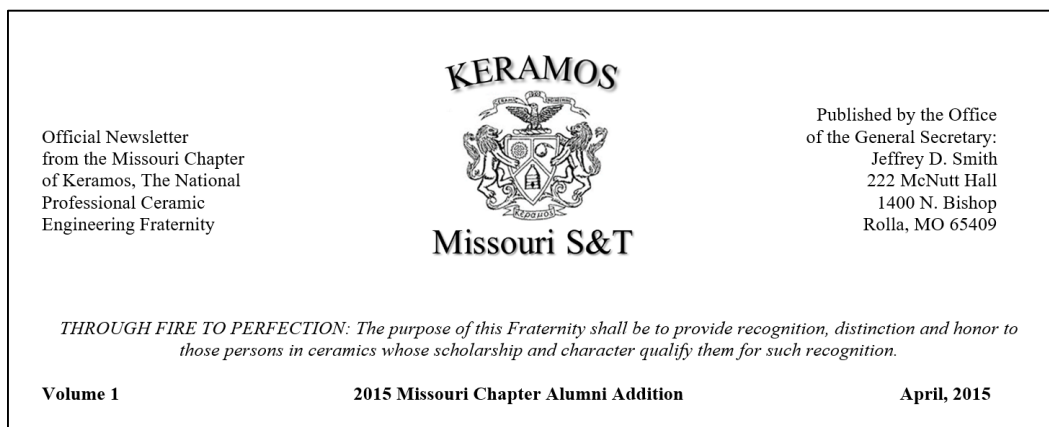 KERAMOS
Official Newsletter
from the Missouri Chapter
of Keramos, The National
Professional Ceramic
Engineering Fraternity
Missouri S&T
Published by the Office
of the General Secretary:
Jeffrey D. Smith
222 McNutt Hall
1400 N. Bishop
Rolla, MO 65409
THROUGH FIRE TO PERFECTION: The purpose of this Fraternity shall be to provide recognition, distinction and honor to
those persons in ceramics whose scholarship and character qualify them for such recognition.
Volume 1 2015 Missouri Chapter Alumni Addition April, 2015